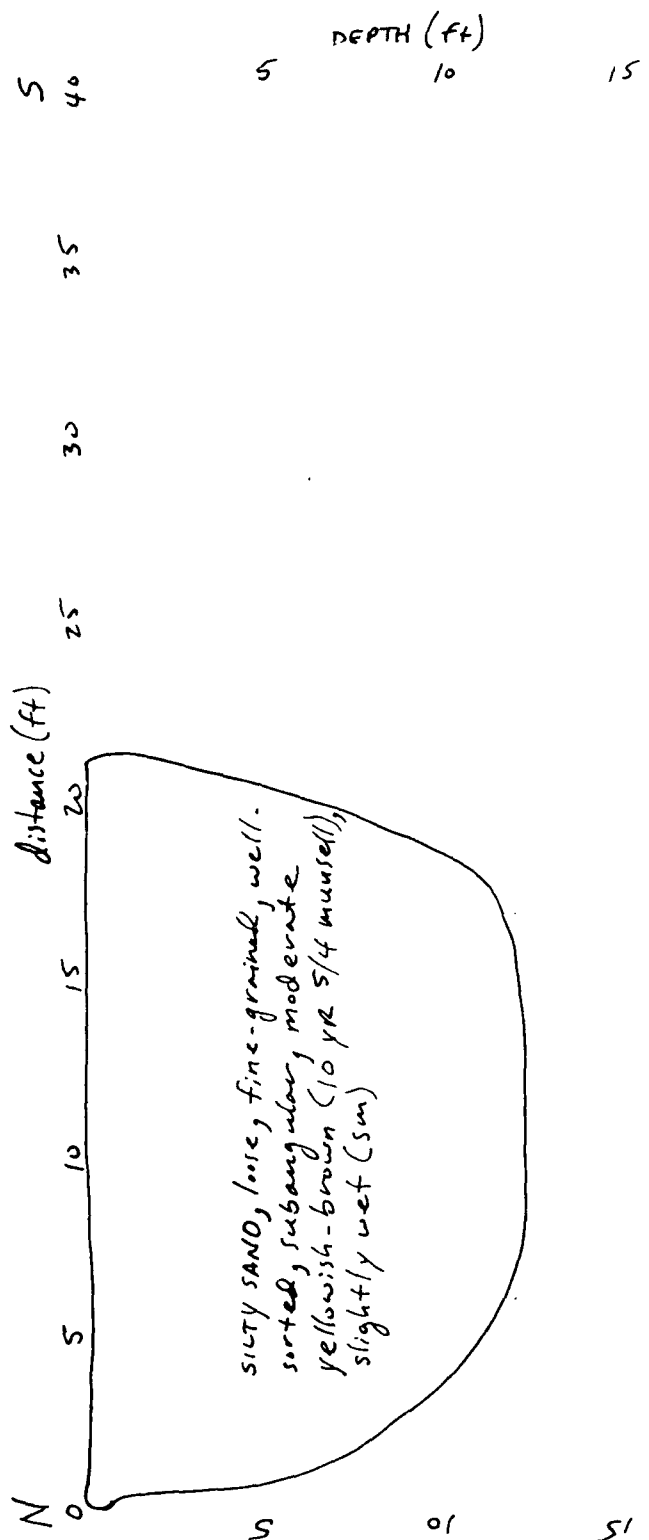 N distance (ft) S
0 5 10 15 20 25 30 35 40
DEPTH (ft)
5 5
10 10
15 15
SILTY SAND, loose, fine-grained, well-
sorted, subangular, moderate
yellowish-brown (10 YR 5/4 munsell),
slightly wet (sm)